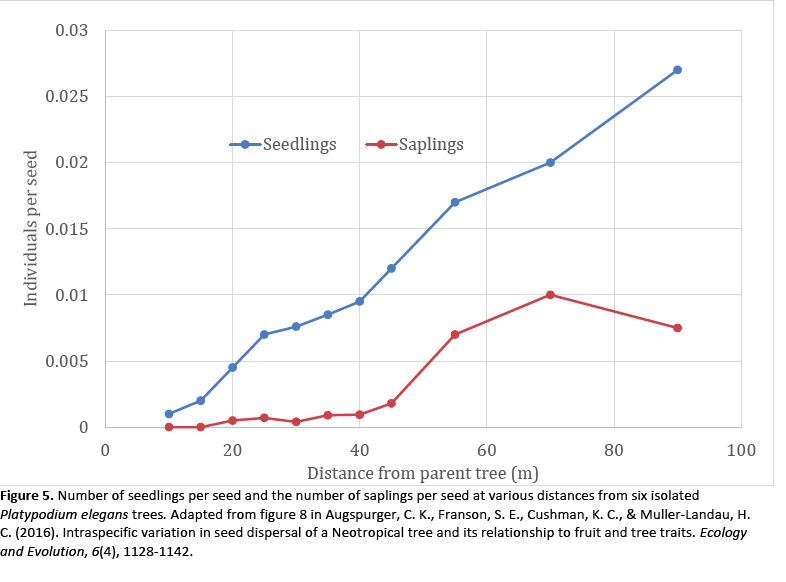 0.03
0.025
Seedlings Saplings
0.02
0.015
0.01
0.005
0
Individuals per seed
0 20 40 60 80 100
Distance from parent tree (m)
Figure 5. Number of seedlings per seed and the number of saplings per seed at various distances from six isolated
Platypodium elegans trees. Adapted from figure 8 in Augspurger, C. K., Franson, S. E., Cushman, K. C., & Muller-Landau, H.
C. (2016). Intraspecific variation in seed dispersal of a Neotropical tree and its relationship to fruit and tree traits. Ecology
and Evolution, 6(4), 1128-1142.